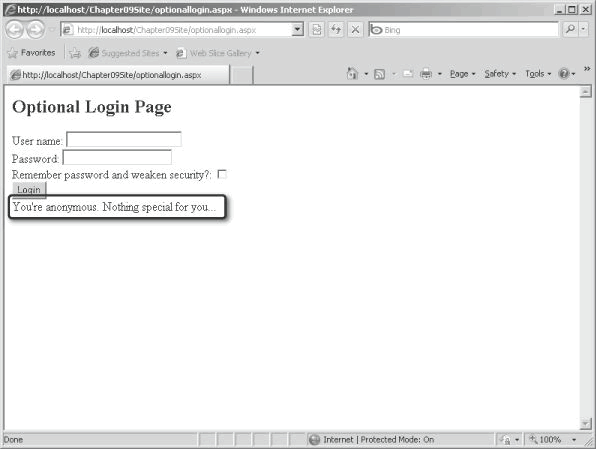 http://localhost/Chapter09Site/optionallogin.aspx - Windows Internet Explorer
http://localhost/Chapter09Site/optionallogin.aspx
Bing
Favorites Suggested Sites Web Slice Gallery
http://localhost/Chapter09Site/optionallogin.aspx
Page Safety Tools
Optional Login Page
User name:
Password:
Remember password and weaken security?:
Login
You're anonymous. Nothing special for you...
Done Internet | Protected Mode: On 100%